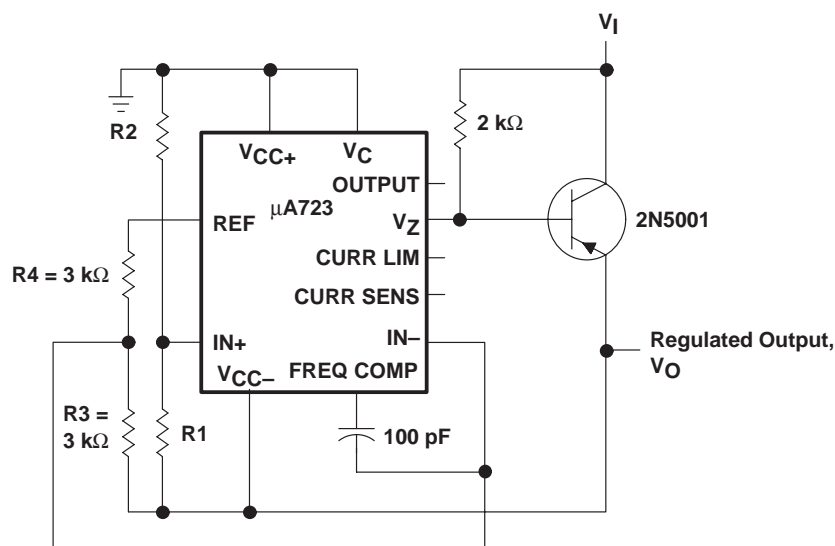 VI
R2
2 kΩ
VCC+
VC
OUTPUT
μA723
REF
VZ
2N5001
R4 = 3 kΩ
CURR LIM
CURR SENS
IN+
IN–
Regulated Output,
VO
VCC–
FREQ COMP
R3 =
3 kΩ
R1
100 pF